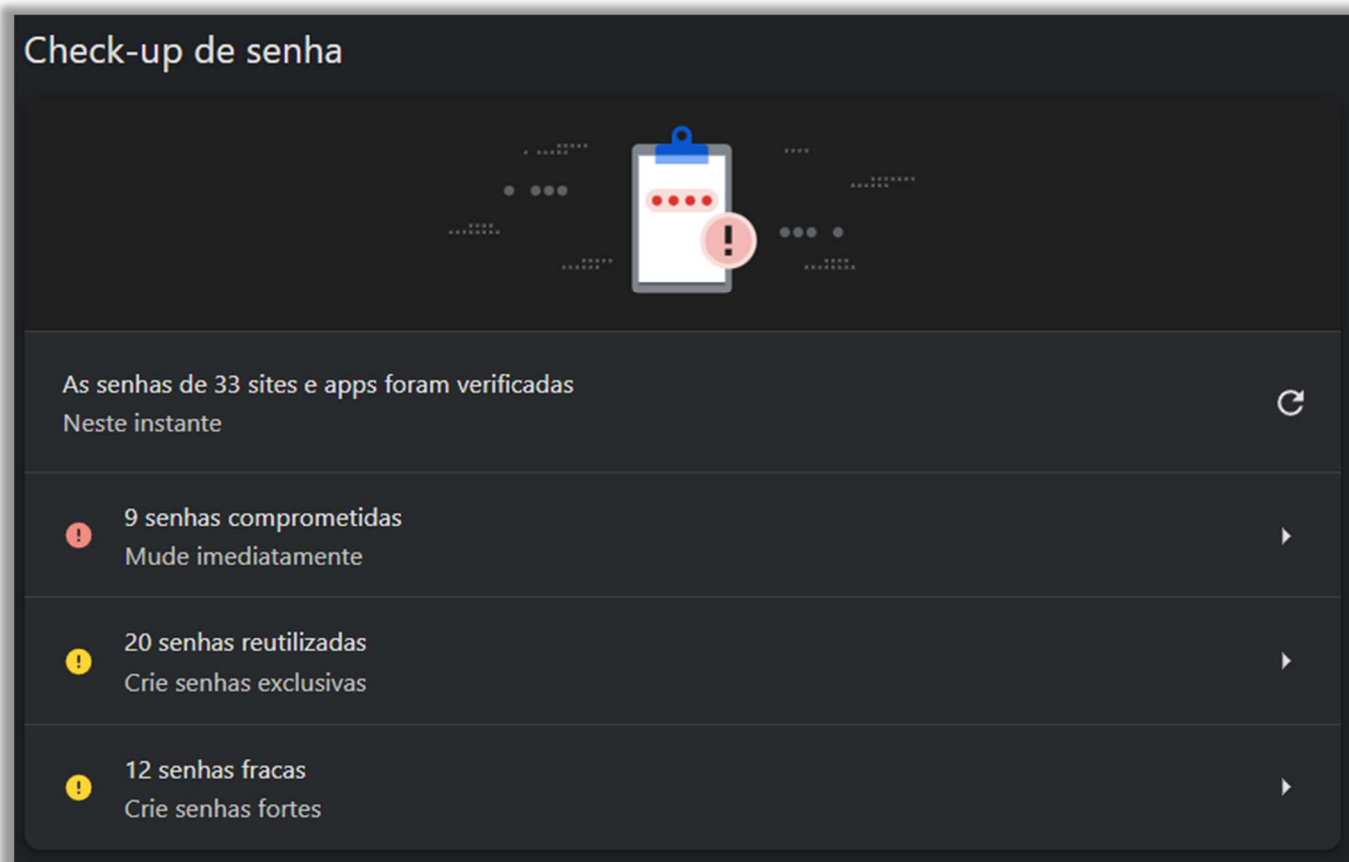 Check-up de senha
As senhas de 33 sites e apps foram verificadas
Neste instante
9 senhas comprometidas
Mude imediatamente
20 senhas reutilizadas
Crie senhas exclusivas
12 senhas fracas
Crie senhas fortes